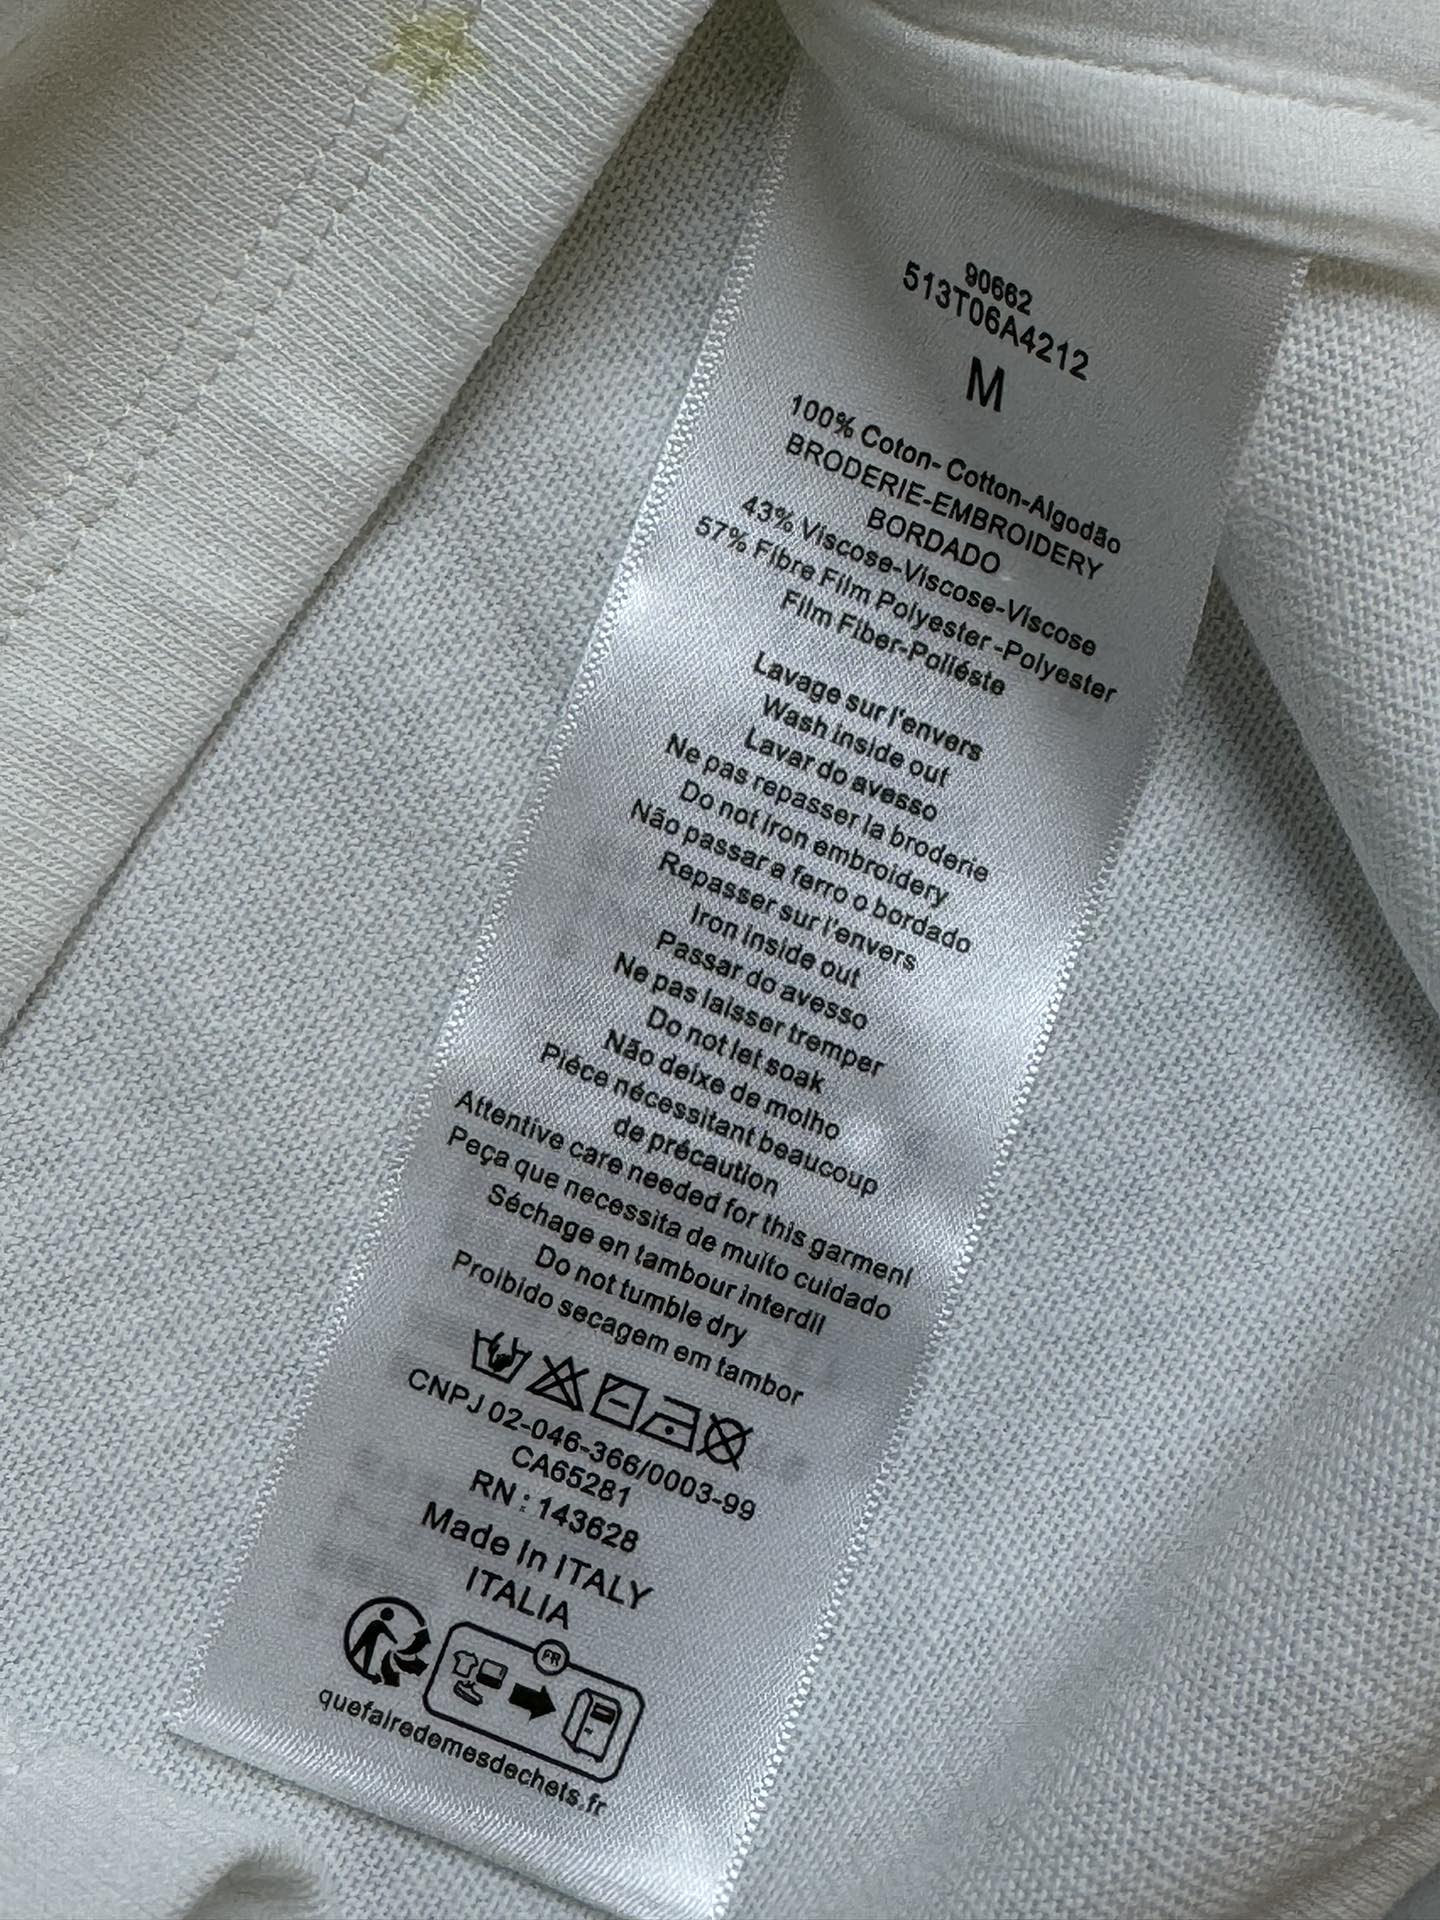 90662
513T06A4212
M
100% Coton-Cotton-Algodão
BRODERIE-EMBROIDERY
BORDADO
43% Viscose-Viscose-Viscose
57% Fibre Film Polyester-Polyester
Film Fiber-Poliéste
Lavage sur l'envers
Wash inside out
Lavar do avesso
Ne pas repasser la broderie
Do not iron embroidery
Não passar a ferro o bordado
Repasser sur l'envers
Iron inside out
Passar do avesso
Ne pas laisser tremper
Do not let soak
Não deixe de molho
Piéce nécessitant beaucoup
de précaution
Attentive care needed for this garment
Peça que necessita de muito cuidado
Séchage en tambour interdit
Do not tumble dry
Proibido secagem em tambor
CNPJ 02-046-366/0003-99
CA65281
RN : 143628
Made In ITALY
ITALIA
FR
quefairedemesdechets.fr